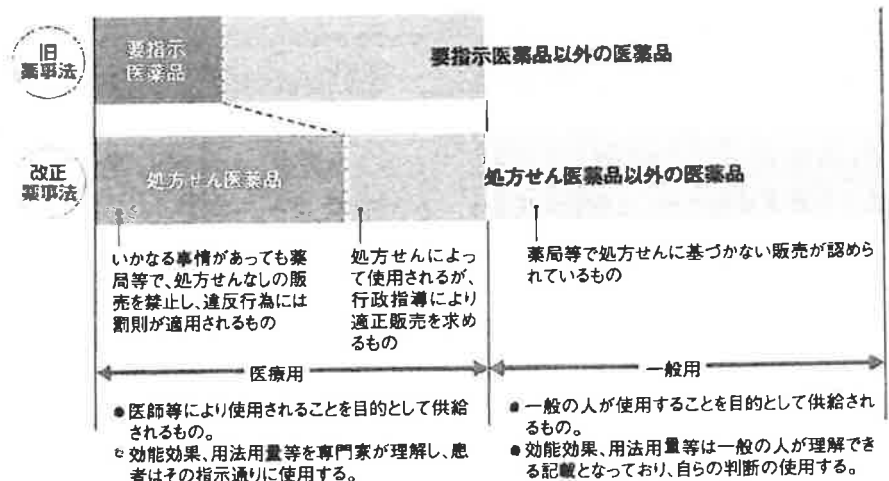 旧
薬事法
要指示
医薬品
要指示医薬品以外の医薬品
改正
薬事法
処方せん医薬品
処方せん医薬品以外の医薬品
いかなる事情があっても薬
局等で、処方せんなしの販
売を禁止し、違反行為には
罰則が適用されるもの
処方せんによっ
て使用されるが、
行政指導により
適正販売を求め
るもの
薬局等で処方せんに基づかない販売が認めら
れているもの
医療用
一般用
●医師等により使用されることを目的として供給
されるもの。
●効能効果、用法用量等を専門家が理解し、患
者はその指示通りに使用する。
●一般の人が使用することを目的として供給され
るもの。
●効能効果、用法用量等は一般の人が理解でき
る記載となっており、自らの判断の使用する。